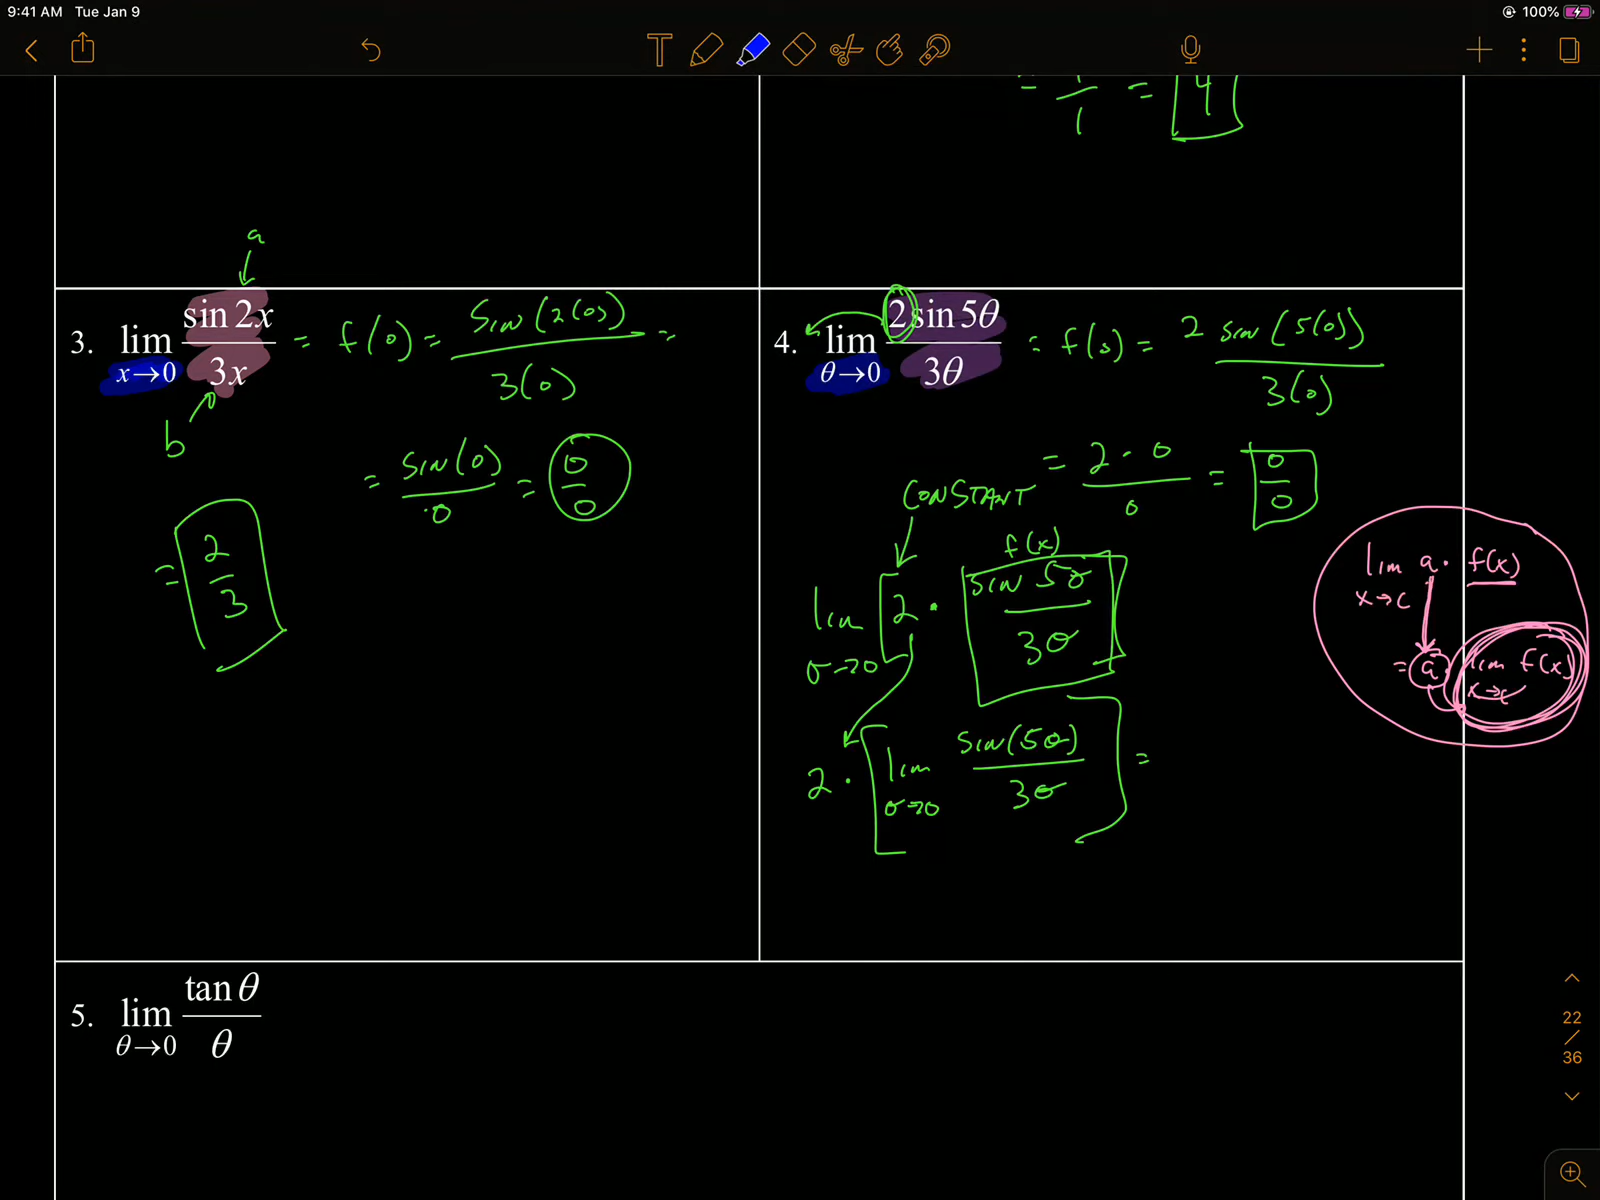 9:41 AM Tue Jan 9
100%
T
= 4/1 = 4
a
3. lim x→0 sin 2x / 3x = f(0) = sin(2(0)) / 3(0) =
b
= sin(0) / 0 = 0/0
= 2/3
4. lim θ→0 2 sin 5θ / 3θ = f(0) = 2 sin(5(0)) / 3(0)
= 2 · 0 / 0 = 0/0
CONSTANT
f(x)
lim θ→0 [2 · sin 5θ / 3θ]
2 · [lim θ→0 sin(5θ) / 3θ] =
lim x→c a · f(x)
= a · lim x→c f(x)
5. lim θ→0 tan θ / θ
22
/
36